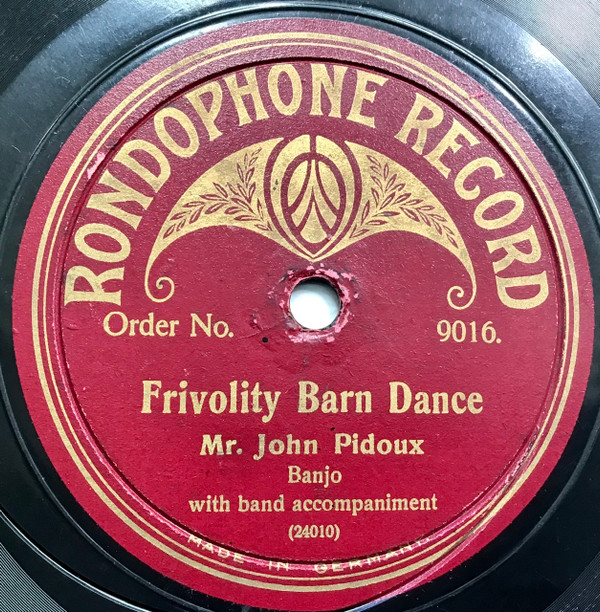 RONDOPHONE RECORD
Order No. 9016.
Frivolity Barn Dance
Mr. John Pidoux
Banjo
with band accompaniment
(24010)
MADE IN GERMANY